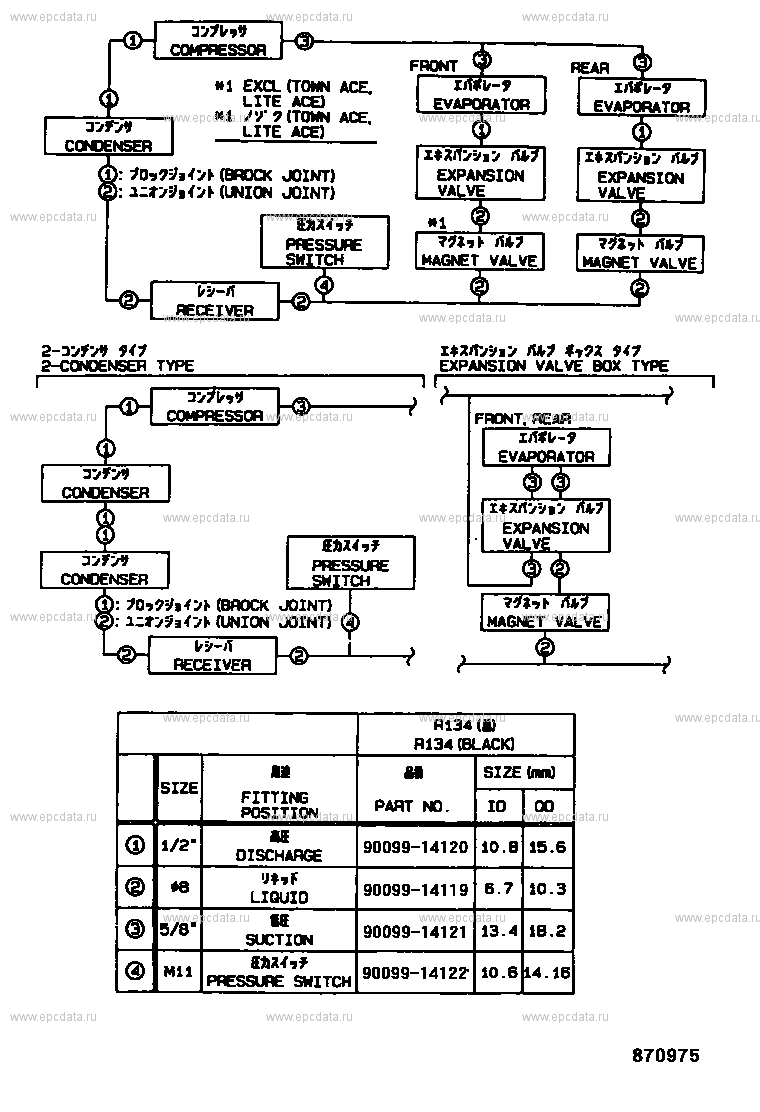 www.epcdata.ru www.epcdata.ru www.epcdata.ru www.epcdata.ru www.epcdata.ru
コンプレッサ
① COMPRESSOR ③
FRONT ③ REAR ③
エバポレータ
EVAPORATOR
エバポレータ
EVAPORATOR
*1 EXCL (TOWN ACE,
LITE ACE)
*1 ノゾク (TOWN ACE,
LITE ACE)
①
コンデンサ
CONDENSER
① ①
エキスパンション バルブ
EXPANSION
VALVE
エキスパンション バルブ
EXPANSION
VALVE
①: ブロックジョイント (BROCK JOINT)
②: ユニオンジョイント (UNION JOINT)
② ②
*1
圧力スイッチ
PRESSURE
SWITCH
マグネット バルブ
MAGNET VALVE
マグネット バルブ
MAGNET VALVE
④ ② ②
レシーバ
② RECEIVER ②
2-コンデンサ タイプ
2-CONDENSER TYPE
エキスパンション バルブ ボックス タイプ
EXPANSION VALVE BOX TYPE
コンプレッサ
① COMPRESSOR ③
①
コンデンサ
CONDENSER
①
①
コンデンサ
CONDENSER
圧力スイッチ
PRESSURE
SWITCH
①: ブロックジョイント (BROCK JOINT)
②: ユニオンジョイント (UNION JOINT) ④
レシーバ
② RECEIVER ②
FRONT, REAR
エバポレータ
EVAPORATOR
③ ③
エキスパンション バルブ
EXPANSION
VALVE
③ ②
マグネット バルブ
MAGNET VALVE
②
R134 (黒)
R134 (BLACK)
SIZE 用途 品番 SIZE (mm)
FITTING POSITION PART NO. ID OD
① 1/2" 高圧 DISCHARGE 90099-14120 10.8 15.6
② #8 リキッド LIQUID 90099-14119 6.7 10.3
③ 5/8" 低圧 SUCTION 90099-14121 13.4 18.2
④ M11 圧力スイッチ PRESSURE SWITCH 90099-14122 10.6 14.16
870975